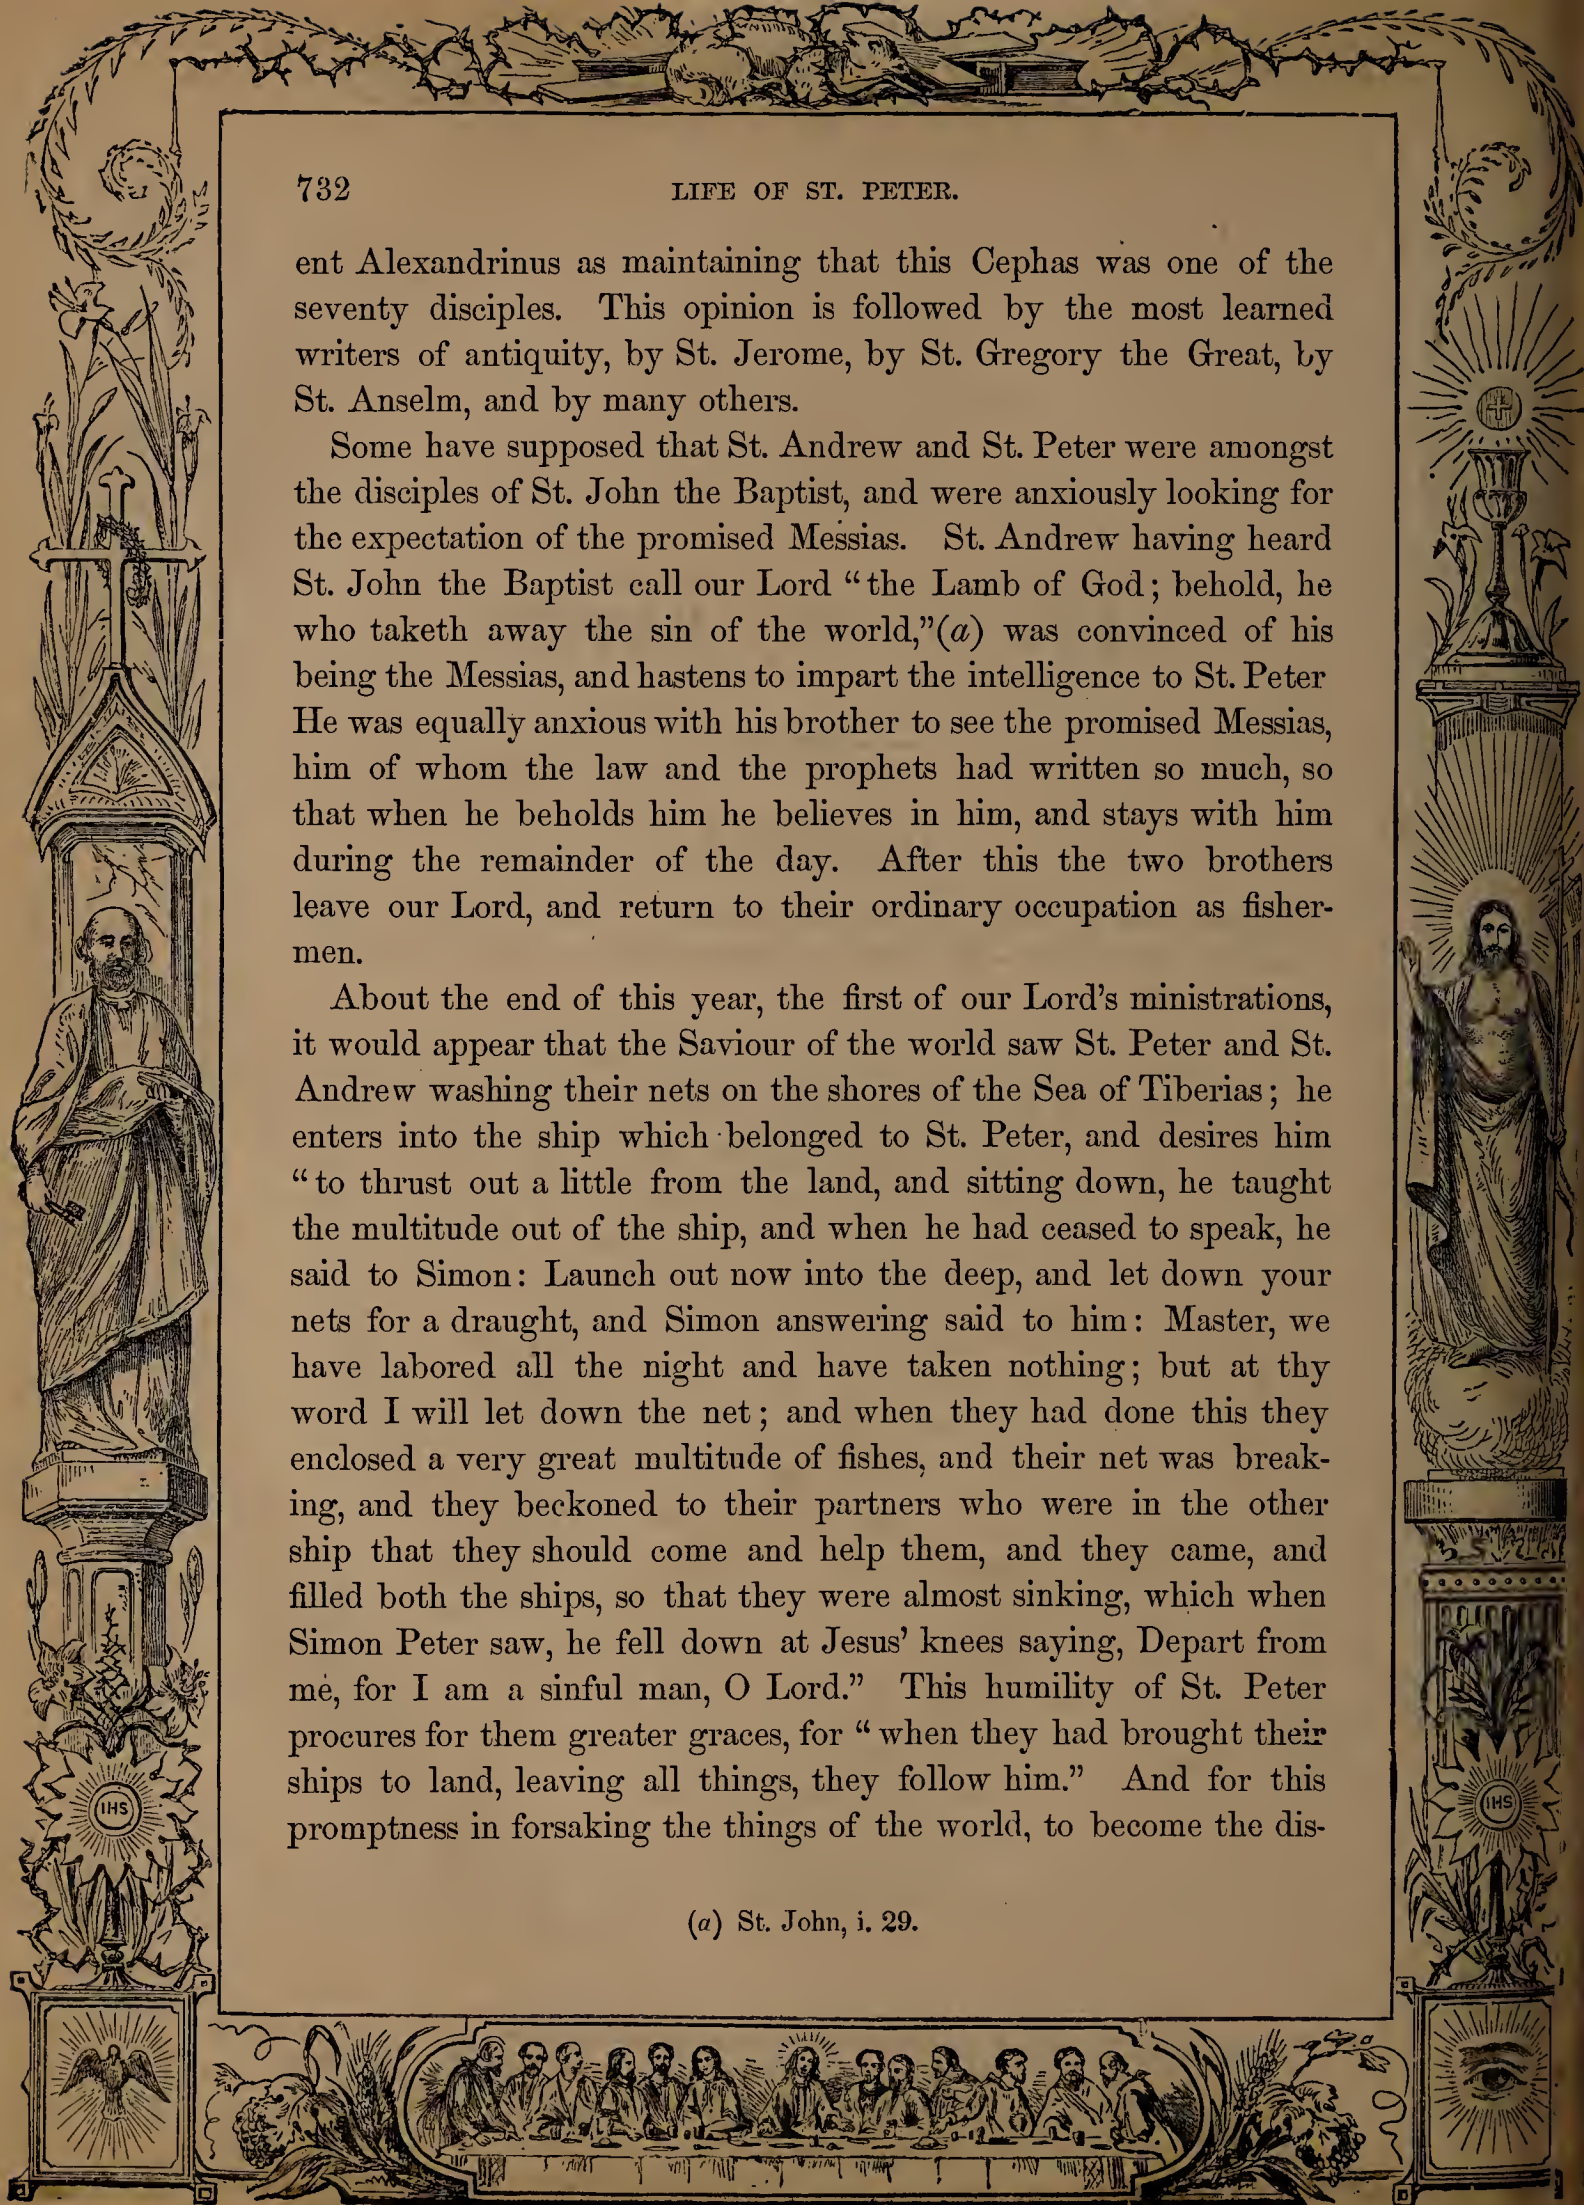 732 LIFE OF ST. PETER.
ent Alexandrinus as maintaining that this Cephas was one of the
seventy disciples. This opinion is followed by the most learned
writers of antiquity, by St. Jerome, by St. Gregory the Great, by
St. Anselm, and by many others.
Some have supposed that St. Andrew and St. Peter were amongst
the disciples of St. John the Baptist, and were anxiously looking for
the expectation of the promised Messias. St. Andrew having heard
St. John the Baptist call our Lord “the Lamb of God; behold, he
who taketh away the sin of the world,”(a) was convinced of his
being the Messias, and hastens to impart the intelligence to St. Peter
He was equally anxious with his brother to see the promised Messias,
him of whom the law and the prophets had written so much, so
that when he beholds him he believes in him, and stays with him
during the remainder of the day. After this the two brothers
leave our Lord, and return to their ordinary occupation as fisher-
men.
About the end of this year, the first of our Lord’s ministrations,
it would appear that the Saviour of the world saw St. Peter and St.
Andrew washing their nets on the shores of the Sea of Tiberias; he
enters into the ship which belonged to St. Peter, and desires him
“to thrust out a little from the land, and sitting down, he taught
the multitude out of the ship, and when he had ceased to speak, he
said to Simon: Launch out now into the deep, and let down your
nets for a draught, and Simon answering said to him: Master, we
have labored all the night and have taken nothing; but at thy
word I will let down the net; and when they had done this they
enclosed a very great multitude of fishes, and their net was break-
ing, and they beckoned to their partners who were in the other
ship that they should come and help them, and they came, and
filled both the ships, so that they were almost sinking, which when
Simon Peter saw, he fell down at Jesus’ knees saying, Depart from
me, for I am a sinful man, O Lord.” This humility of St. Peter
procures for them greater graces, for “when they had brought their
ships to land, leaving all things, they follow him.” And for this
promptness in forsaking the things of the world, to become the dis-
(a) St. John, i. 29.
IHS
IHS